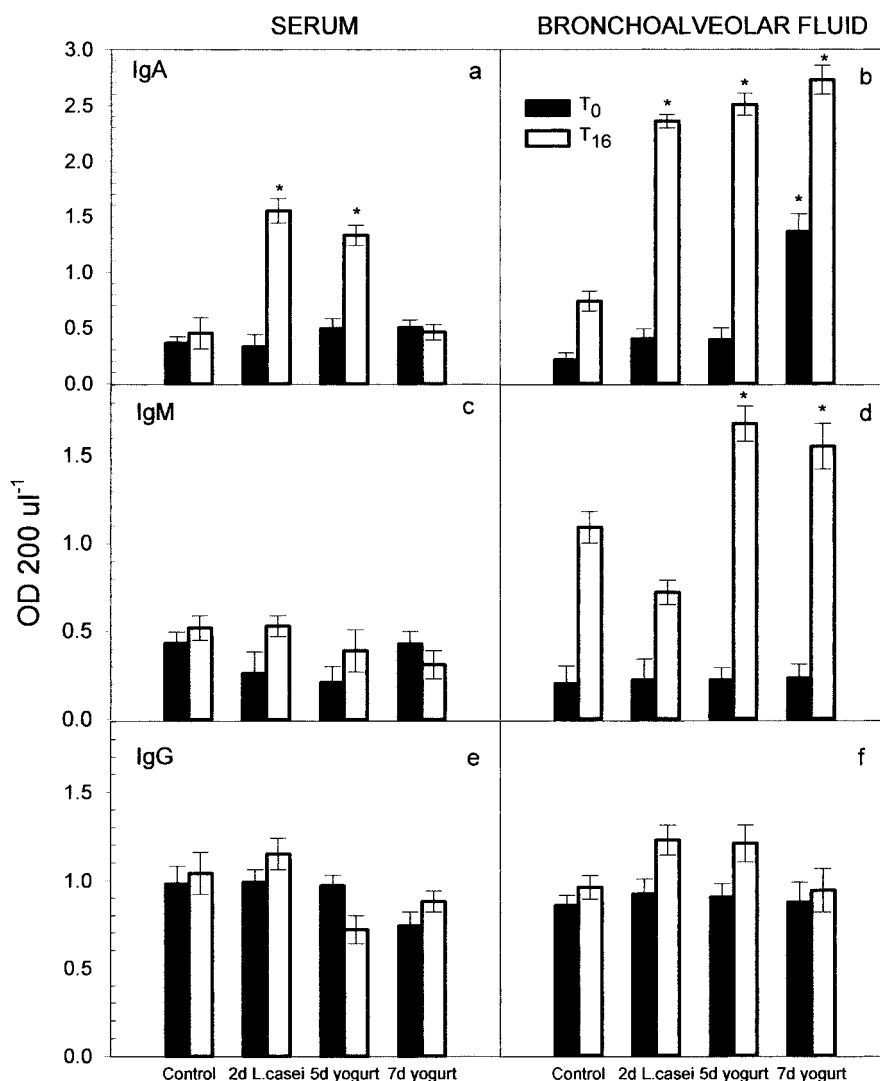 SERUM BRONCHOALVEOLAR FLUID
IgA a b
3.0
2.5
2.0
1.5
1.0
0.5
0.0
T0
T16
* * * * * *
IgM c d
1.5
1.0
0.5
0.0
* *
OD 200 ul-1
IgG e f
1.5
1.0
0.5
0.0
Control 2d L.casei 5d yogurt 7d yogurt Control 2d L.casei 5d yogurt 7d yogurt